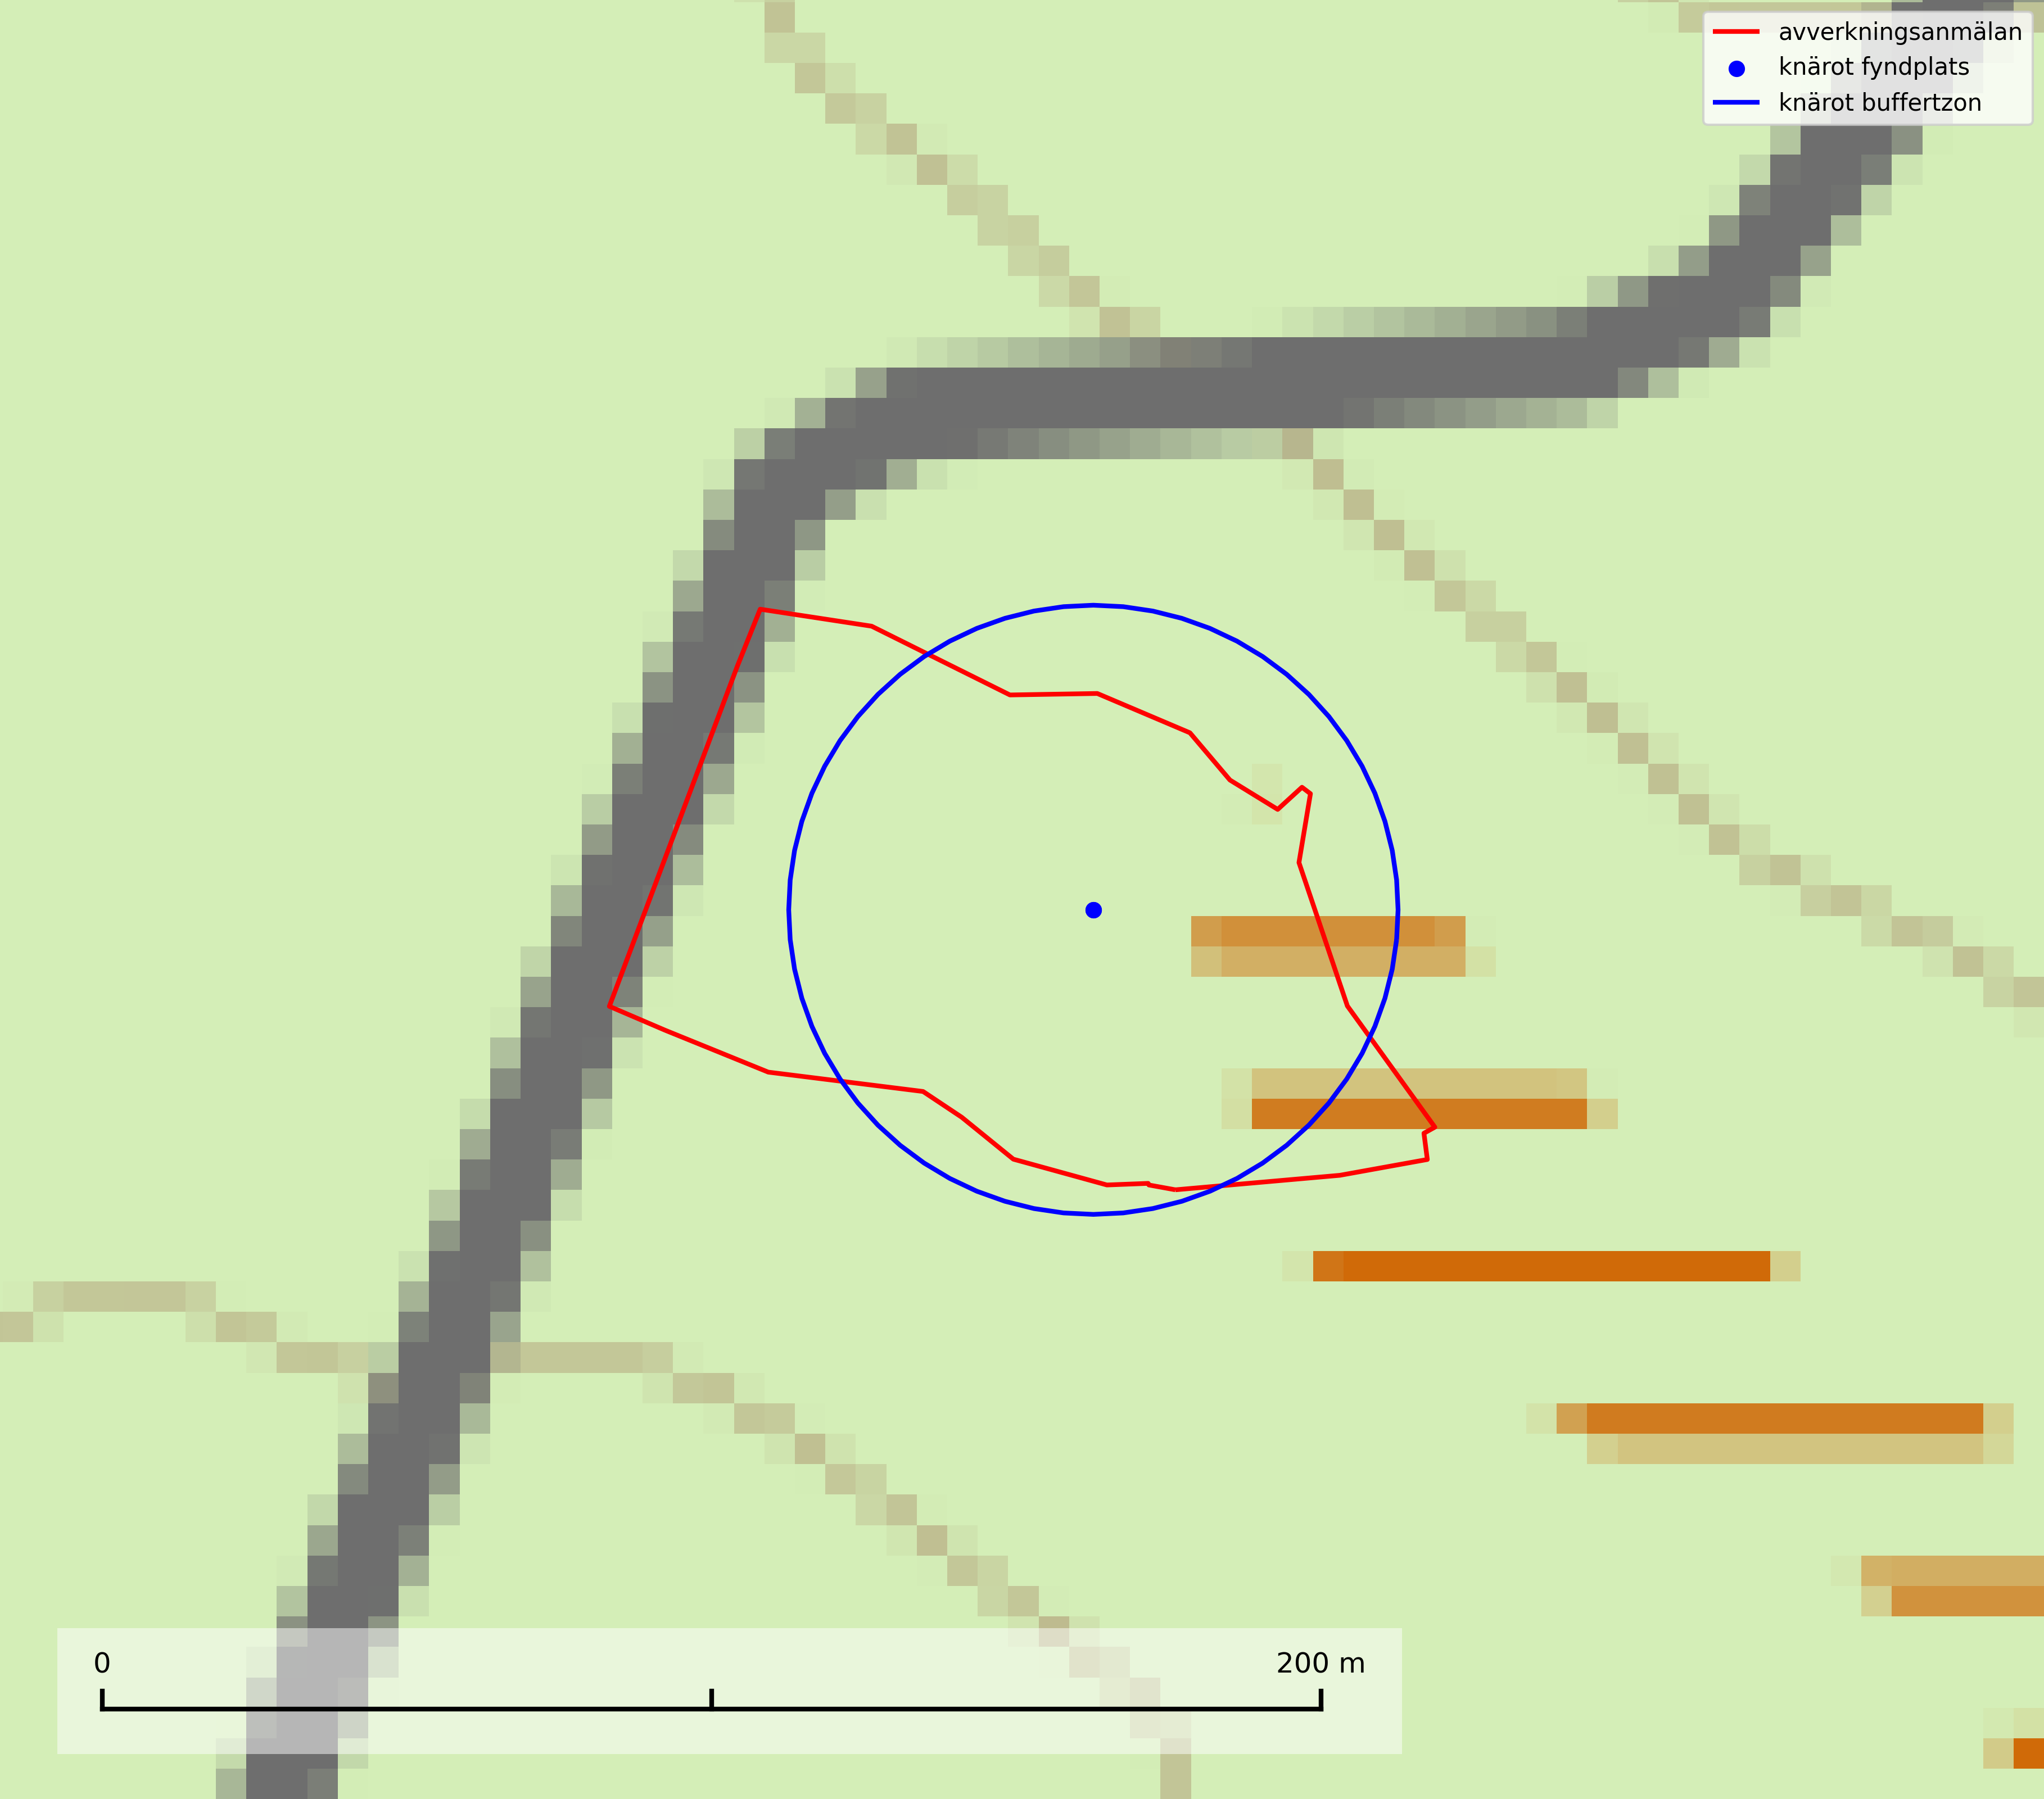 avverkningsanmälan
knärot fyndplats
knärot buffertzon
0 200 m